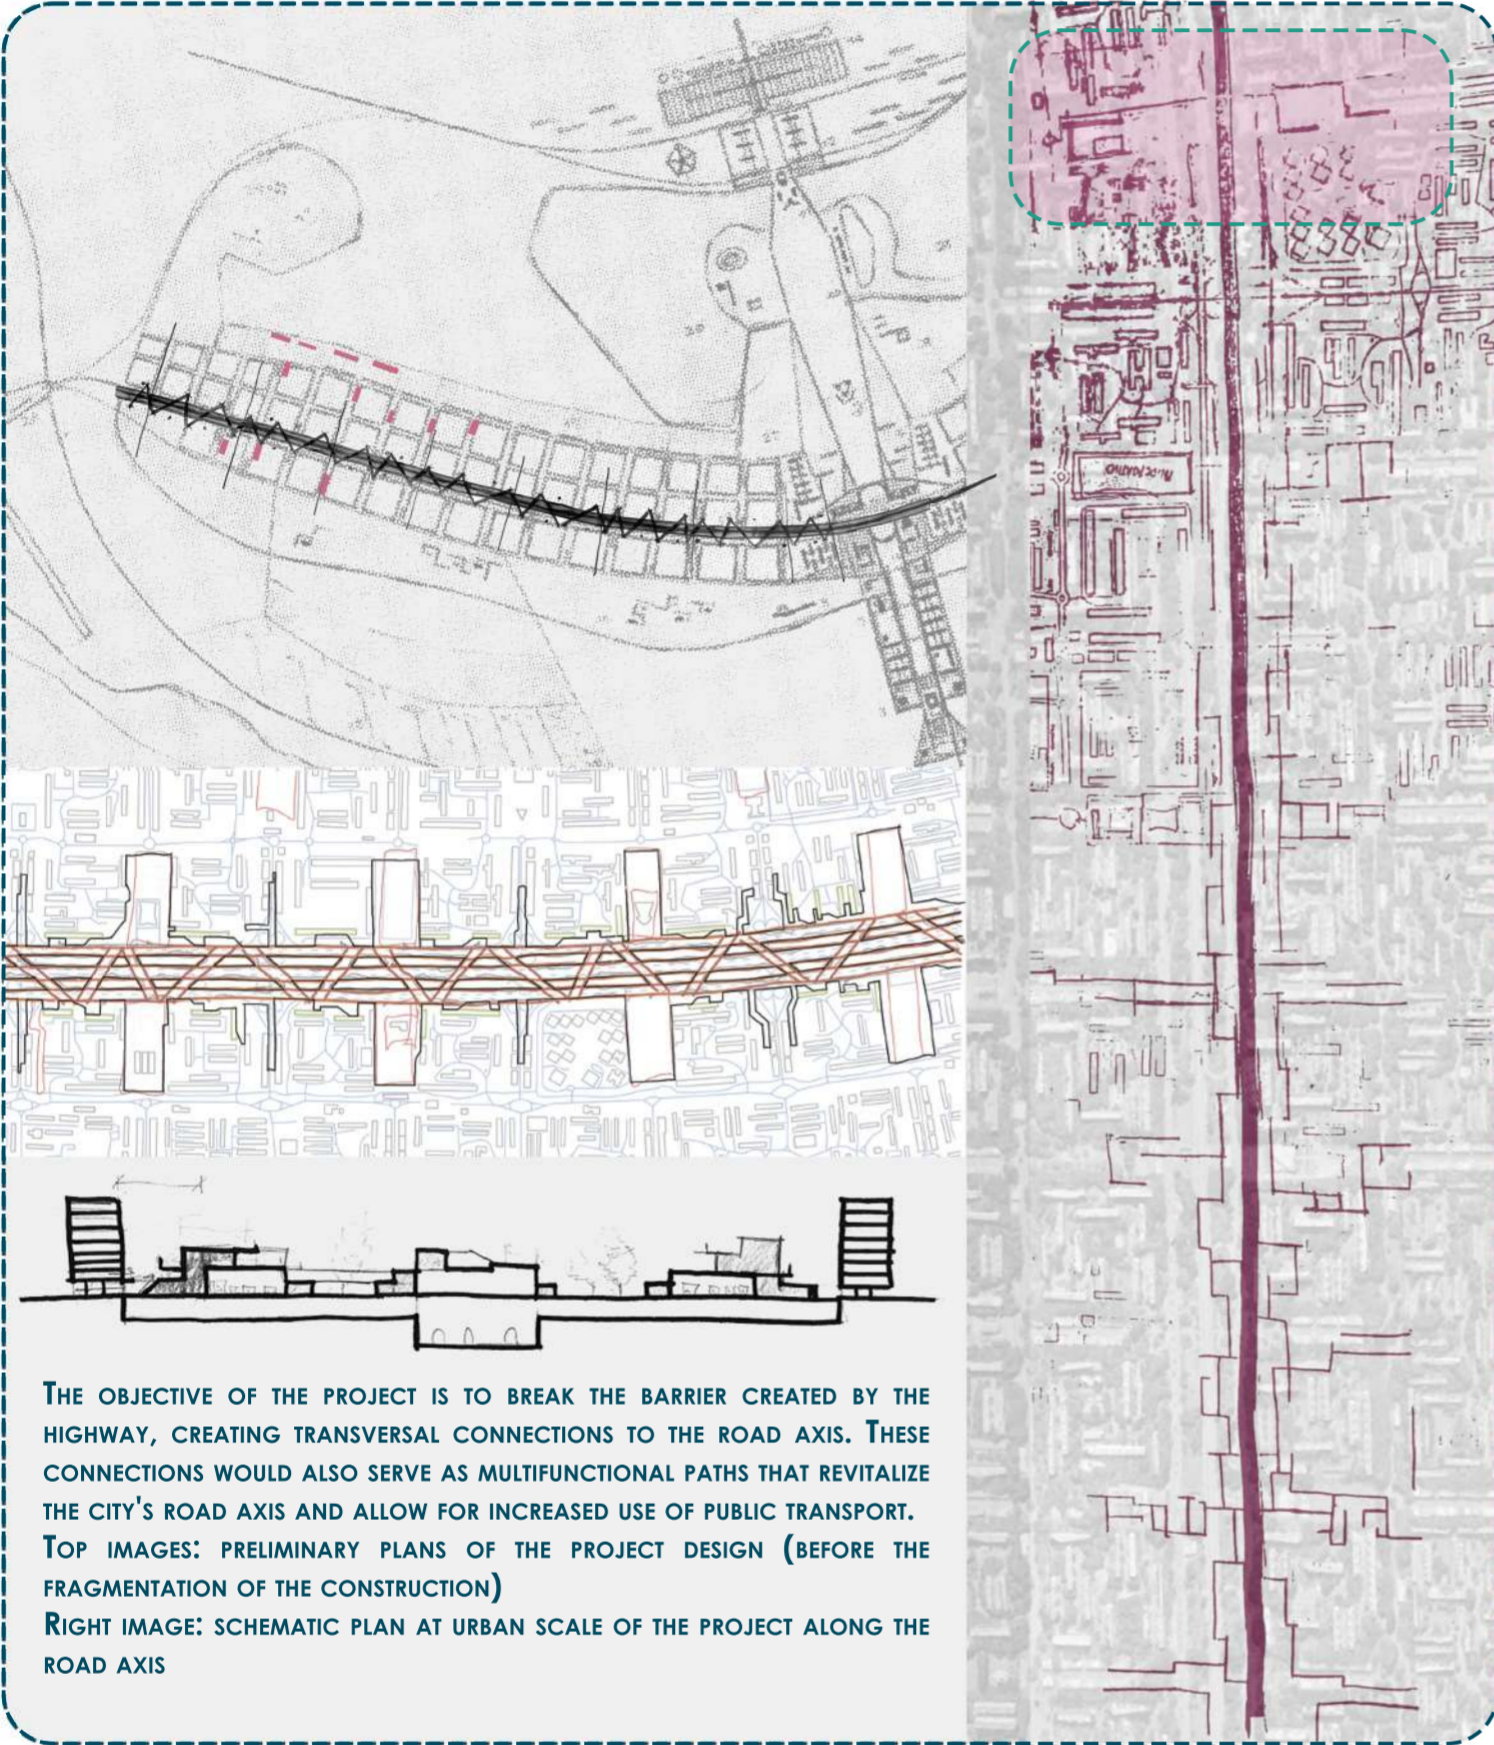 The objective of the project is to break the barrier created by the
highway, creating transversal connections to the road axis. These
connections would also serve as multifunctional paths that revitalize
the city's road axis and allow for increased use of public transport.
Top images: preliminary plans of the project design (before the
fragmentation of the construction)
Right image: schematic plan at urban scale of the project along the
road axis